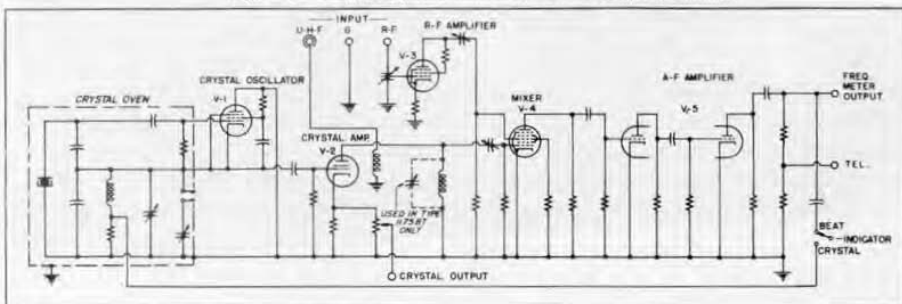 INPUT
U-H-F
G
R-F
R-F AMPLIFIER
V-3
CRYSTAL OSCILLATOR
V-1
CRYSTAL OVEN
A-F AMPLIFIER
MIXER
V-4
V-5
FREQ.
METER
OUTPUT
CRYSTAL AMP.
V-2
TEL.
USED IN TYPE
1175BT
ONLY
BEAT
INDICATOR
CRYSTAL
CRYSTAL OUTPUT